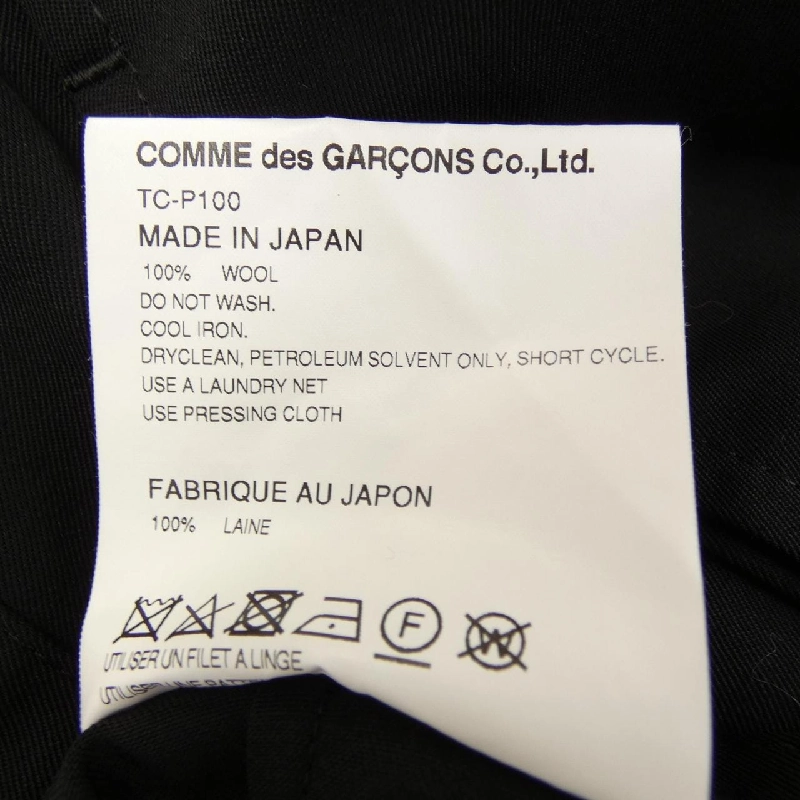 COMME des GARÇONS Co.,Ltd.
TC-P100
MADE IN JAPAN
100% WOOL
DO NOT WASH.
COOL IRON.
DRYCLEAN, PETROLEUM SOLVENT ONLY, SHORT CYCLE.
USE A LAUNDRY NET
USE PRESSING CLOTH
FABRIQUE AU JAPON
100% LAINE
F W
UTILISER UN FILET A LINGE
UTILISER UNE